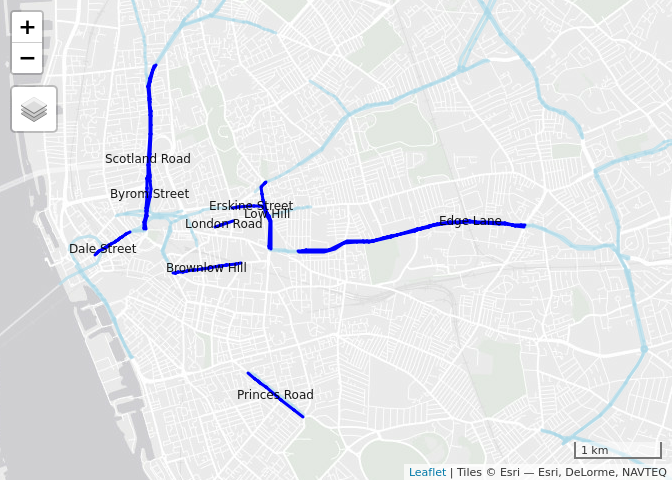 +
−
Scotland Road
Byrom Street
Erskine Street
Low Hill
London Road
Edge Lane
Dale Street
Brownlow Hill
Princes Road
1 km
Leaflet | Tiles © Esri — Esri, DeLorme, NAVTEQ